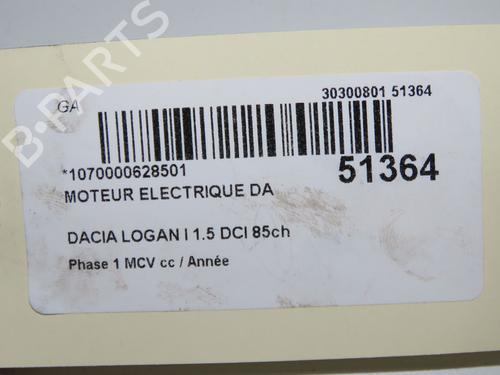 B-PARTS
GA
30300801 51364
*1070000628501
51364
MOTEUR ELECTRIQUE DA
DACIA LOGAN I 1.5 DCI 85ch
Phase 1 MCV cc / Année